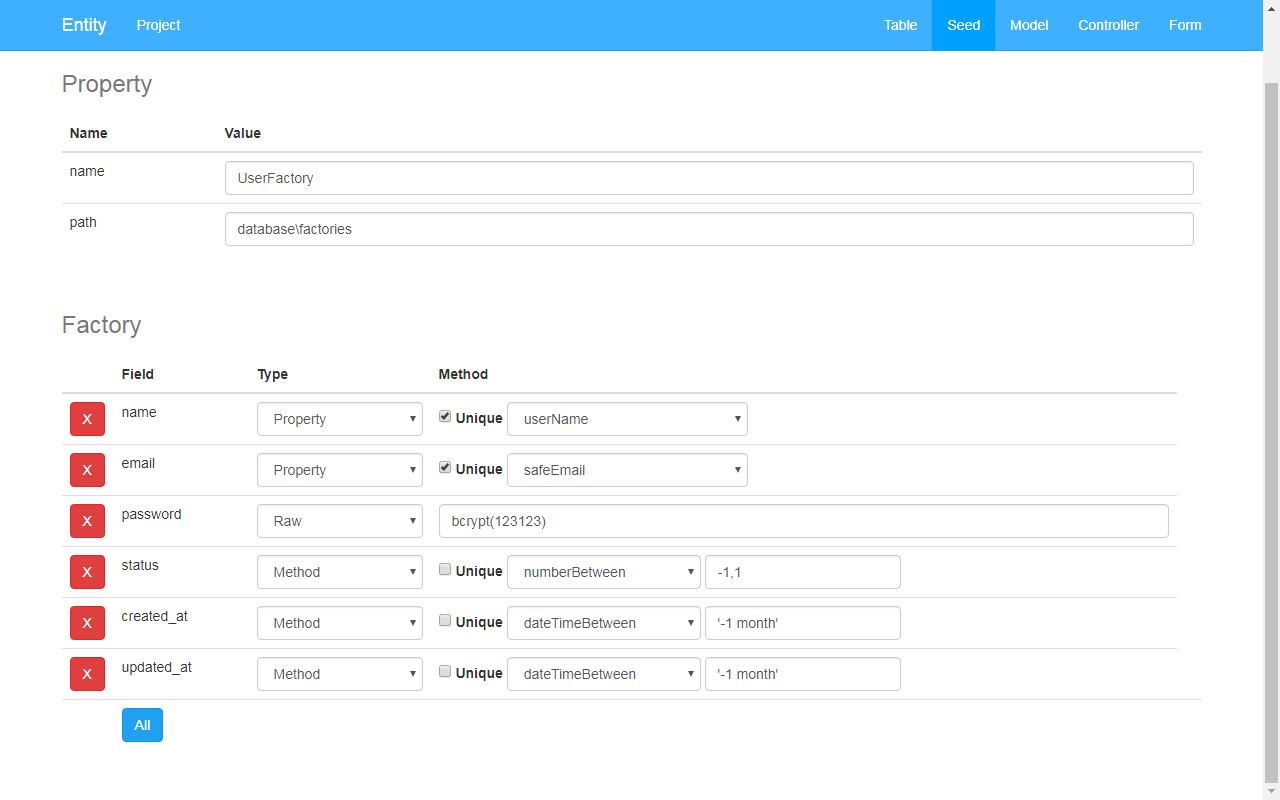 Entity Project Table Seed Model Controller Form
Property
Name Value
name UserFactory
path database\factories
Factory
Field Type Method
X name Property Unique userName
X email Property Unique safeEmail
X password Raw bcrypt(123123)
X status Method Unique numberBetween -1,1
X created_at Method Unique dateTimeBetween '-1 month'
X updated_at Method Unique dateTimeBetween '-1 month'
All